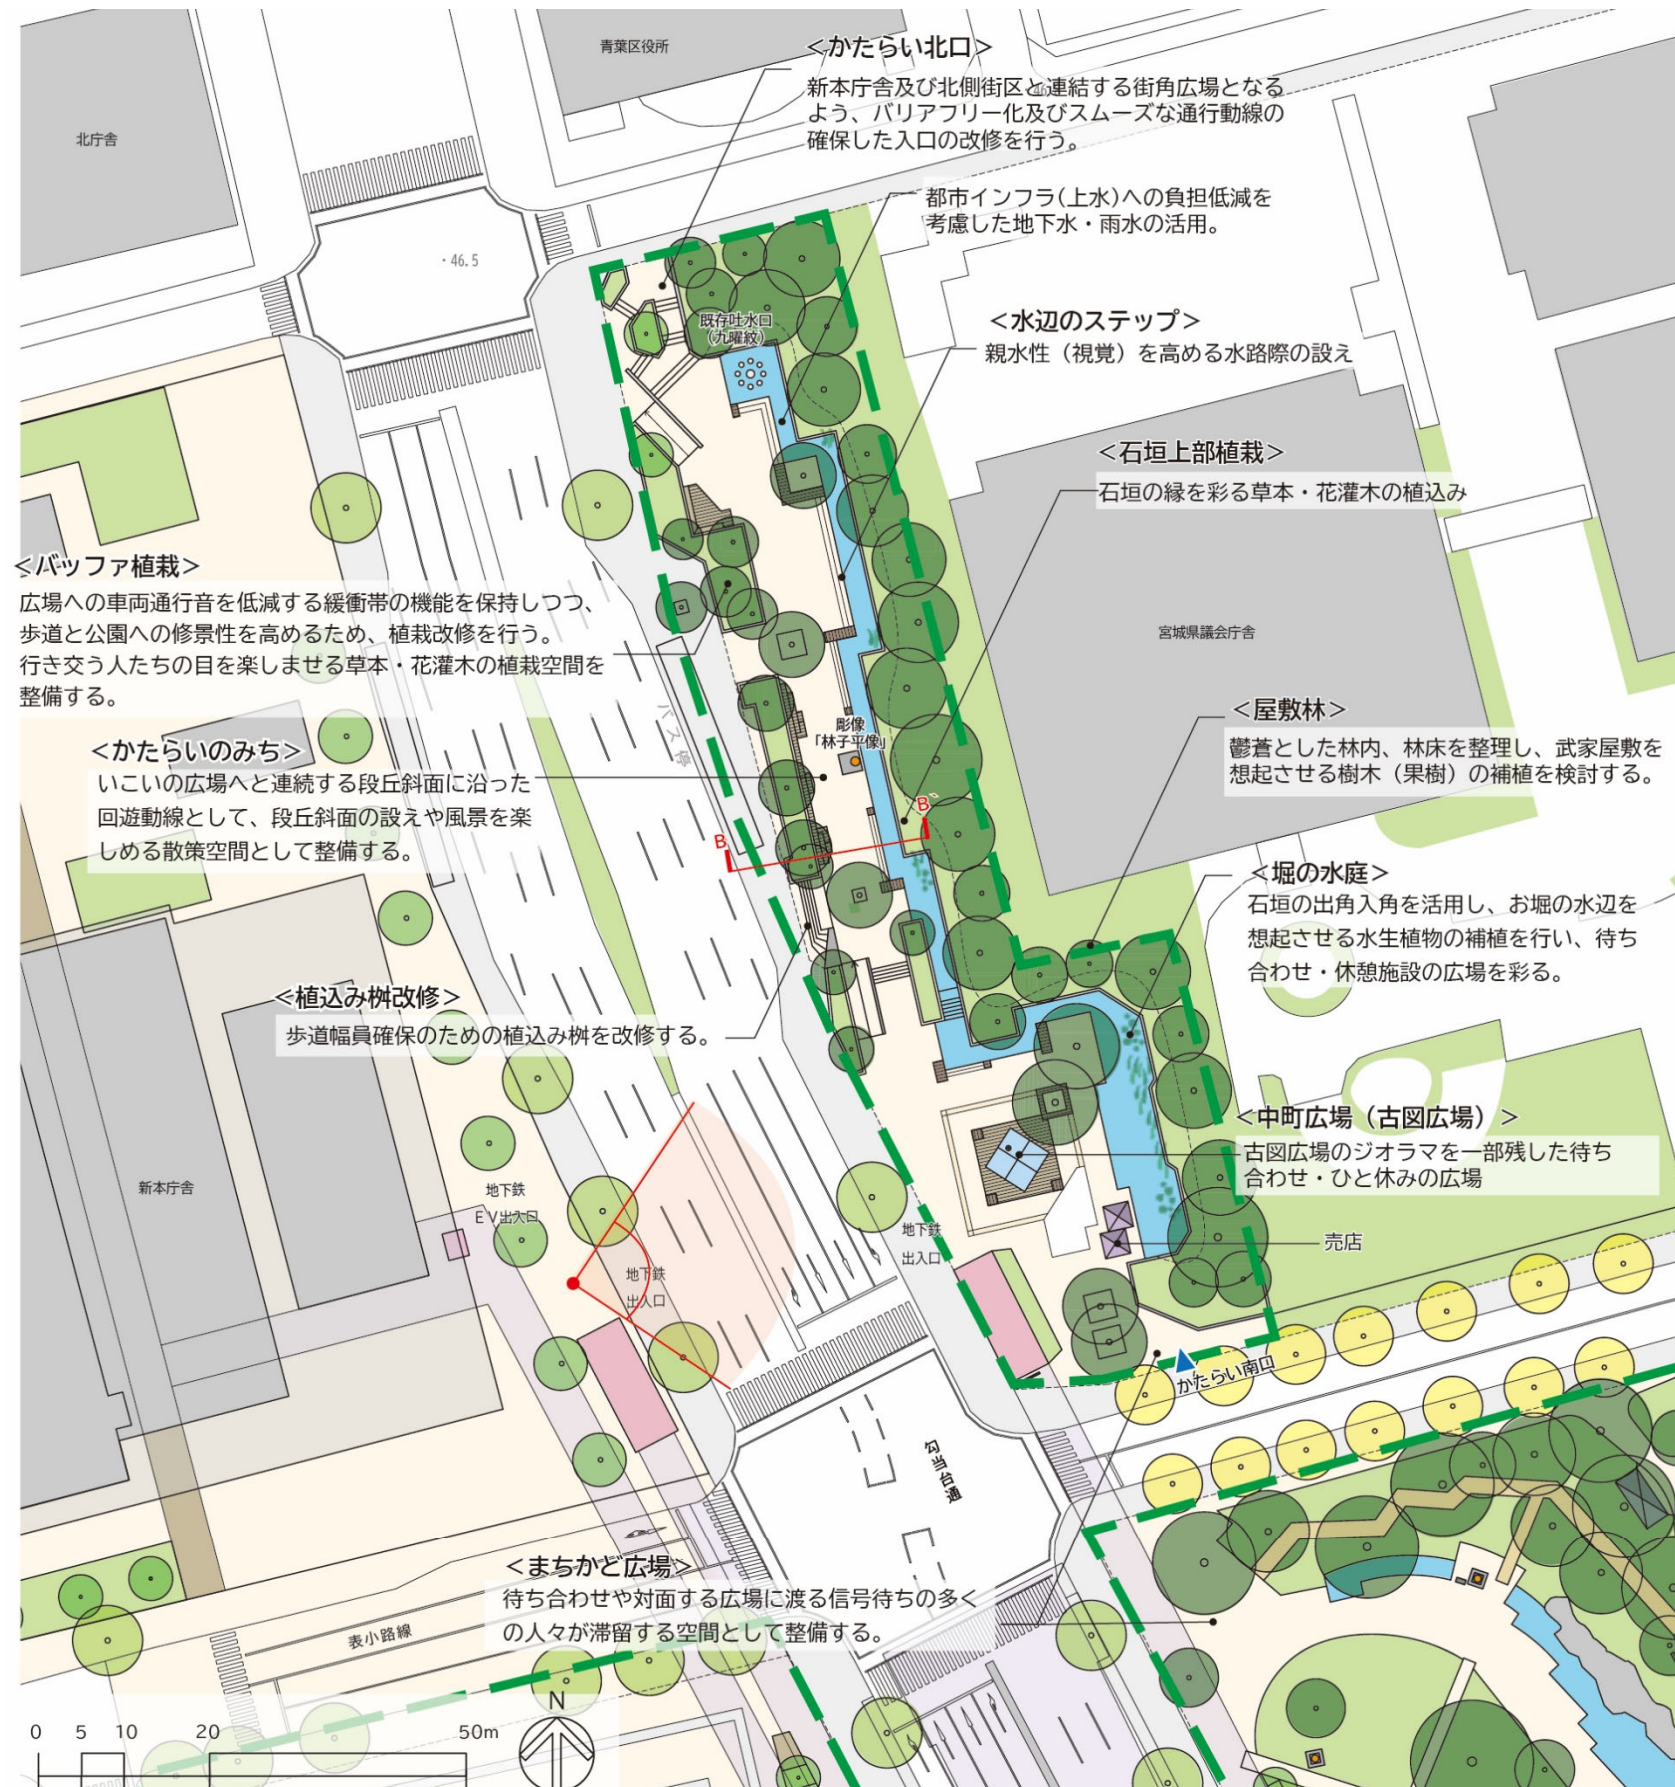 青葉区役所
北庁舎
<かたらい北口>
新本庁舎及び北側街区と連結する街角広場となる
よう、バリアフリー化及びスムーズな通行動線の
確保した入口の改修を行う。
都市インフラ(上水)への負担低減を
考慮した地下水・雨水の活用。
・46.5
既存吐水口
(九曜紋)
<水辺のステップ>
親水性（視覚）を高める水路際の設え
<石垣上部植栽>
石垣の縁を彩る草本・花灌木の植込み
<バッファ植栽>
広場への車両通行音を低減する緩衝帯の機能を保持しつつ、
歩道と公園への修景性を高めるため、植栽改修を行う。
行き交う人たちの目を楽しませる草本・花灌木の植栽空間を
整備する。
宮城県議会庁舎
バス停
彫像
「林子平像」
<屋敷林>
鬱蒼とした林内、林床を整理し、武家屋敷を
想起させる樹木（果樹）の補植を検討する。
<かたらいのみち>
いこいの広場へと連続する段丘斜面に沿った
回遊動線として、段丘斜面の設えや風景を楽
しめる散策空間として整備する。
B
B`
<堀の水庭>
石垣の出角入角を活用し、お堀の水辺を
想起させる水生植物の補植を行い、待ち
合わせ・休憩施設の広場を彩る。
<植込み桝改修>
歩道幅員確保のための植込み桝を改修する。
<中町広場（古図広場）>
古図広場のジオラマを一部残した待ち
合わせ・ひと休みの広場
新本庁舎
地下鉄
EV出入口
地下鉄
出入口
地下鉄
出入口
売店
かたらい南口
勾当台通
<まちかど広場>
待ち合わせや対面する広場に渡る信号待ちの多く
の人々が滞留する空間として整備する。
表小路線
0 5 10 20 50m
N